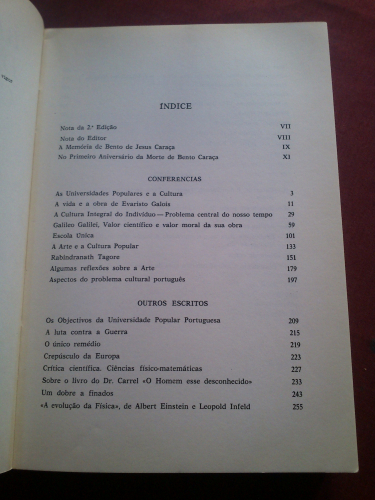 ÍNDICE
Nota da 2ª Edição VII
Nota do Editor VIII
A Memória de Bento de Jesus Caraça IX
No Primeiro Aniversário da Morte de Bento Caraça XI
CONFERÊNCIAS
As Universidades Populares e a Cultura 3
A vida e a obra de Evaristo Galois 11
A Cultura Integral do Indivíduo — Problema central do nosso tempo 29
Galileo Galilei, Valor científico e valor moral da sua obra 59
Escola Única 101
A Arte e a Cultura Popular 133
Rabindranath Tagore 151
Algumas reflexões sobre a Arte 179
Aspectos do problema cultural português 197
OUTROS ESCRITOS
Os Objectivos da Universidade Popular Portuguesa 209
A luta contra a Guerra 215
O único remédio 219
Crepúsculo da Europa 223
Crítica científica. Ciências físico-matemáticas 227
Sobre o livro do Dr. Carrel «O Homem esse desconhecido» 233
Um dobre a finados 243
«A evolução da Física», de Albert Einstein e Leopold Infeld 255